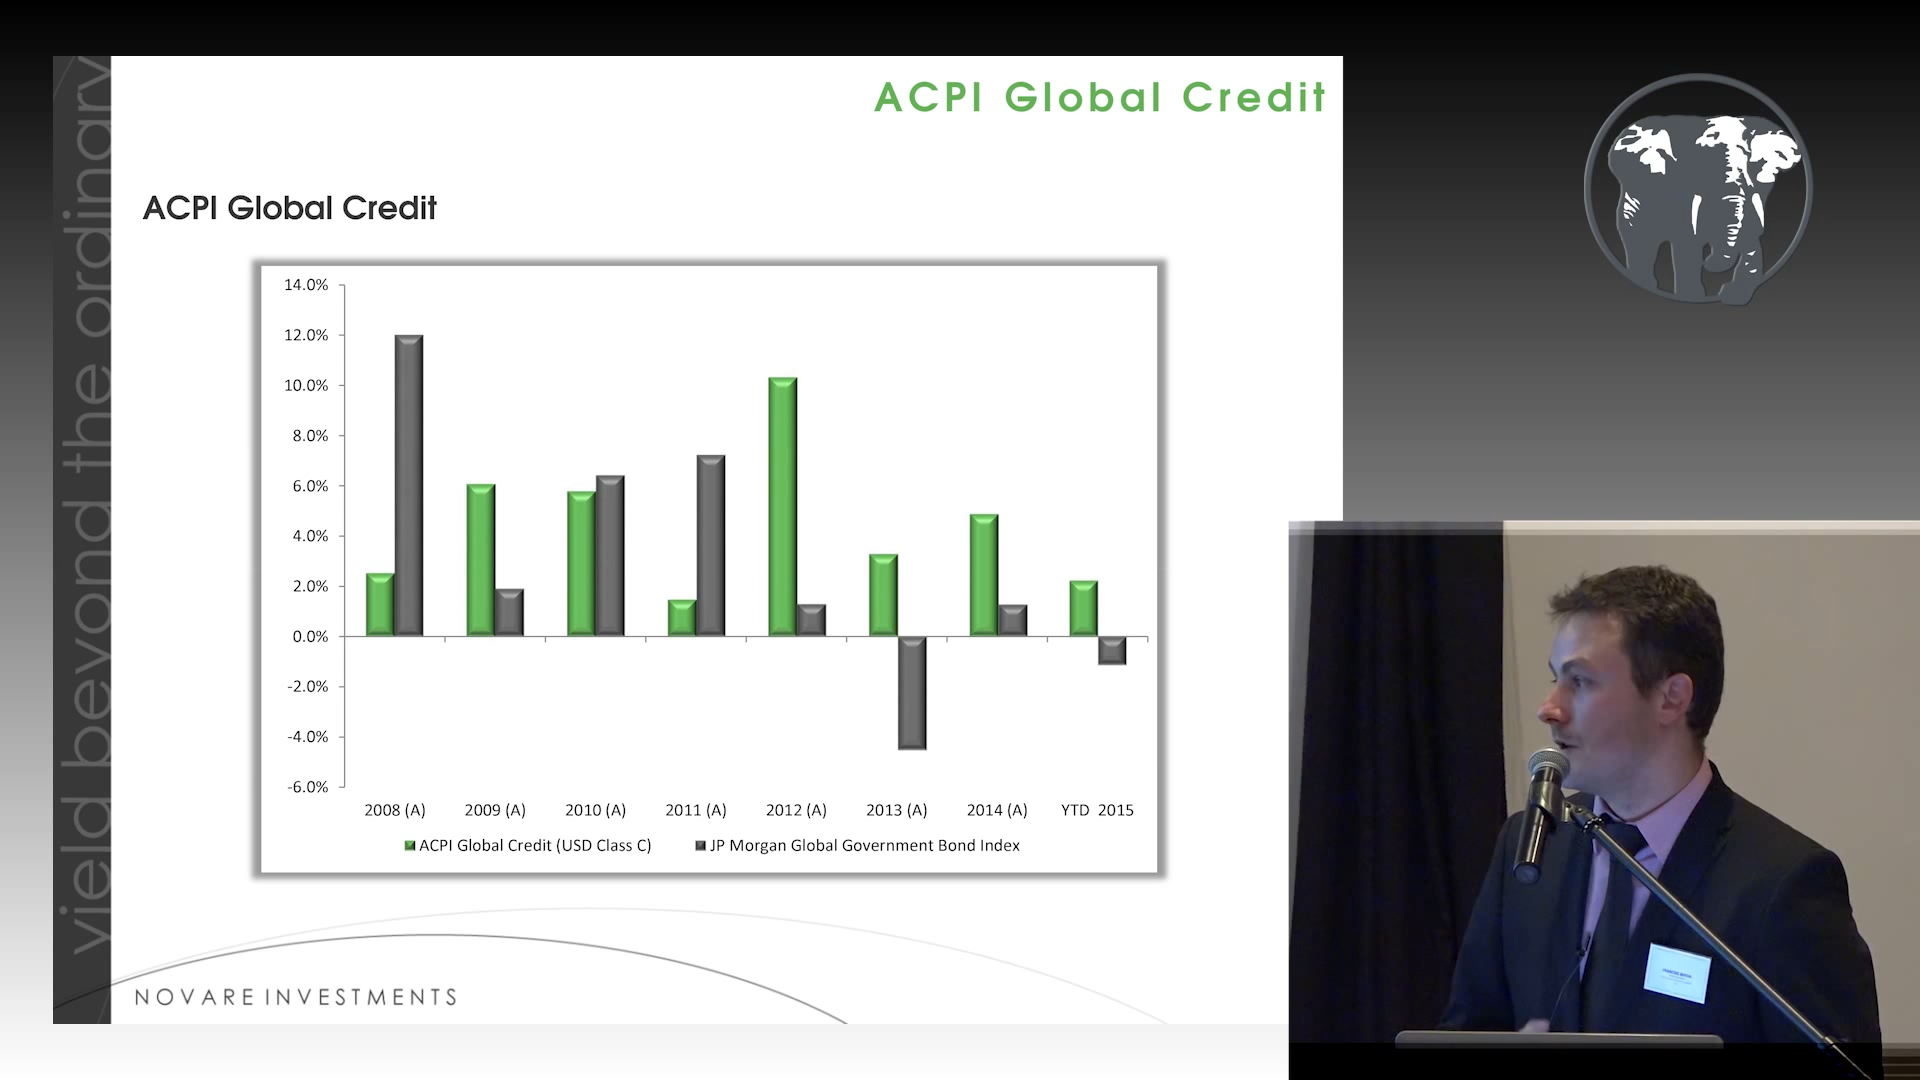 yield beyond the ordinary
ACPI Global Credit
ACPI Global Credit
14.0%
12.0%
10.0%
8.0%
6.0%
4.0%
2.0%
0.0%
-2.0%
-4.0%
-6.0%
2008 (A) 2009 (A) 2010 (A) 2011 (A) 2012 (A) 2013 (A) 2014 (A) YTD 2015
ACPI Global Credit (USD Class C) JP Morgan Global Government Bond Index
NOVARE INVESTMENTS